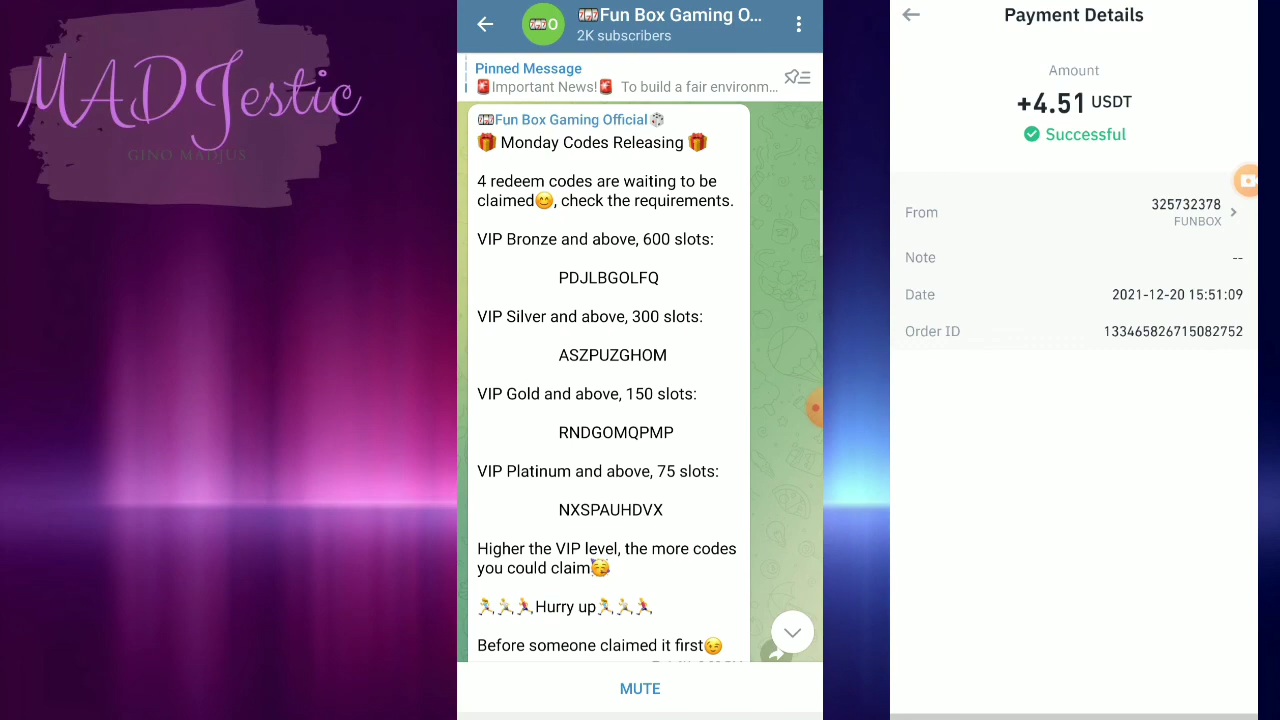 MADJestic
GINO MADJUS
Fun Box Gaming O...
2K subscribers
Pinned Message
🚨Important News!🚨 To build a fair environm...
Fun Box Gaming Official🎲
🎁 Monday Codes Releasing 🎁
4 redeem codes are waiting to be
claimed😊, check the requirements.
VIP Bronze and above, 600 slots:
PDJLBGOLFQ
VIP Silver and above, 300 slots:
ASZPUZGHOM
VIP Gold and above, 150 slots:
RNDGOMQPMP
VIP Platinum and above, 75 slots:
NXSPAUHDVX
Higher the VIP level, the more codes
you could claim🥳
🏃🏃🏃Hurry up🏃🏃🏃
Before someone claimed it first😉
MUTE
Payment Details
Amount
+4.51 USDT
Successful
From 325732378
FUNBOX
Note --
Date 2021-12-20 15:51:09
Order ID 133465826715082752